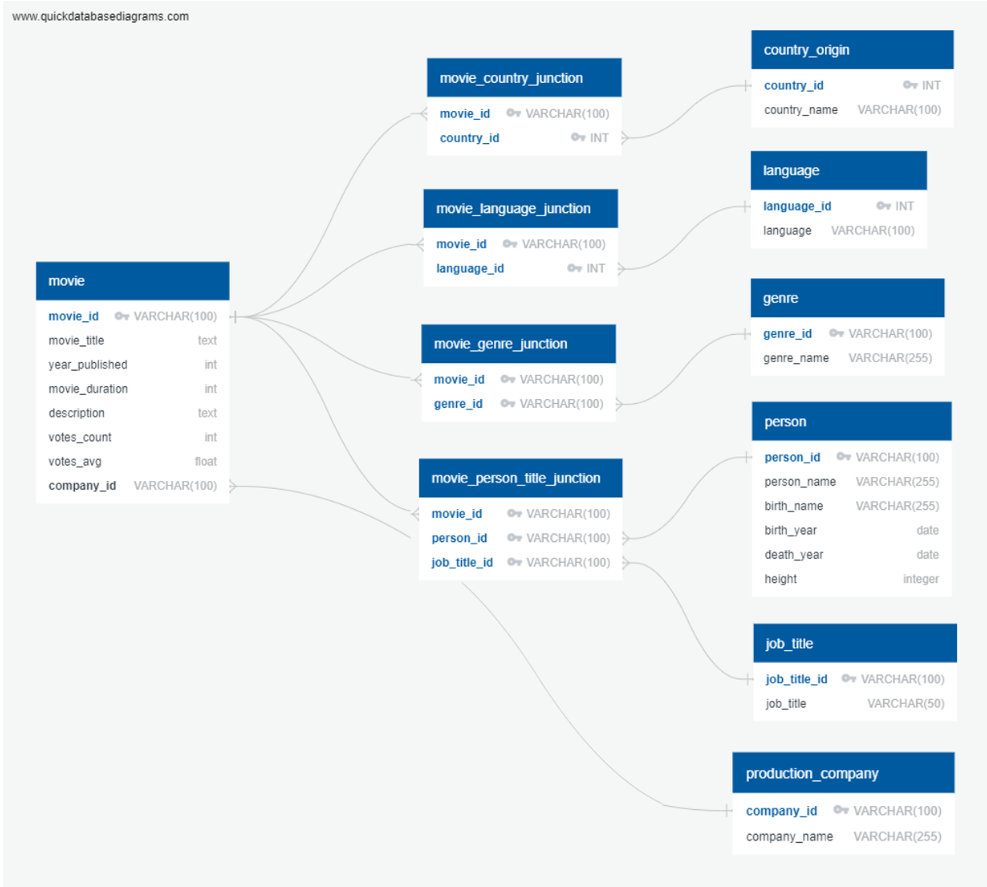 www.quickdatabasediagrams.com
movie
movie_id VARCHAR(100)
movie_title text
year_published int
movie_duration int
description text
votes_count int
votes_avg float
company_id VARCHAR(100)
movie_country_junction
movie_id VARCHAR(100)
country_id INT
movie_language_junction
movie_id VARCHAR(100)
language_id INT
movie_genre_junction
movie_id VARCHAR(100)
genre_id VARCHAR(100)
movie_person_title_junction
movie_id VARCHAR(100)
person_id VARCHAR(100)
job_title_id VARCHAR(100)
country_origin
country_id INT
country_name VARCHAR(100)
language
language_id INT
language VARCHAR(100)
genre
genre_id VARCHAR(100)
genre_name VARCHAR(255)
person
person_id VARCHAR(100)
person_name VARCHAR(255)
birth_name VARCHAR(255)
birth_year date
death_year date
height integer
job_title
job_title_id VARCHAR(100)
job_title VARCHAR(50)
production_company
company_id VARCHAR(100)
company_name VARCHAR(255)